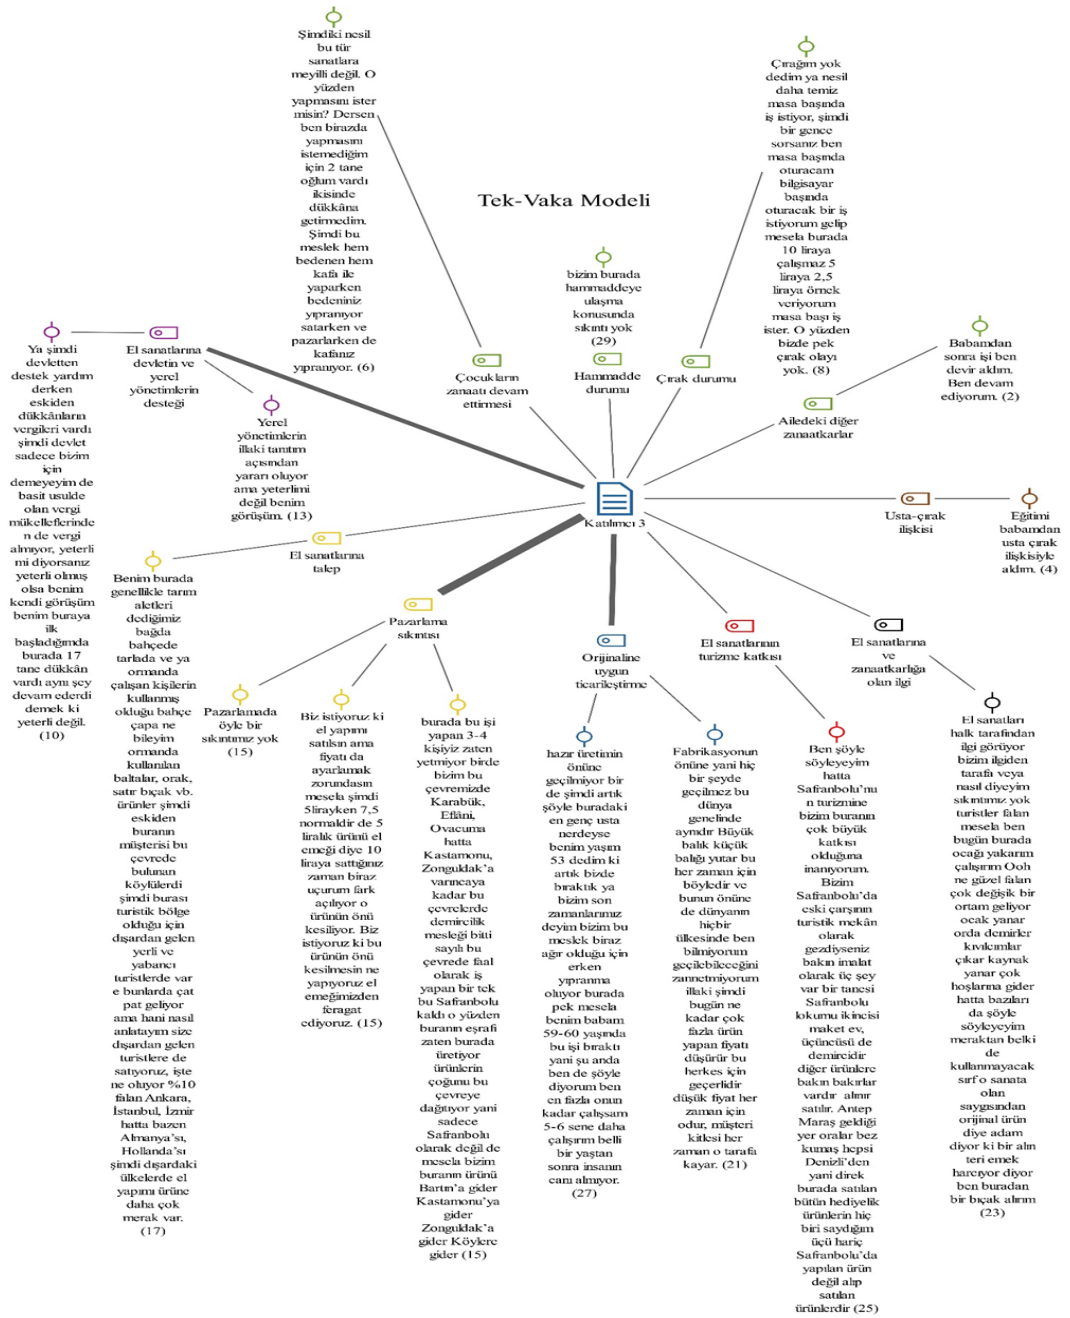 Şimdiki nesil
bu tür
sanatlara
meyilli değil. O
yüzden
yapmasını ister
misin? Dersen
ben birazda
yapmasını
istemediğim
için 2 tane
oğlum vardı
ikisinde
dükkâna
getirmedim.
Şimdi bu
meslek hem
bedenen hem
kafa ile
yaparken
bedeniniz
yıpranıyor
satarken ve
pazarlarken de
kafanız
yıpranıyor. (6)
Çırağım yok
dedim ya nesil
daha temiz
masa başında
iş istiyor, şimdi
bir gence
sorsanız ben
masa başında
oturacam
bilgisayar
başında
oturacak bir iş
istiyorum gelip
mesela burada
10 liraya
çalışmaz 5
liraya 2,5
liraya örnek
veriyorum
masa başı iş
ister. O yüzden
bizde pek
çırak olayı
yok. (8)
Tek-Vaka Modeli
bizim burada
hammaddeye
ulaşma
konusunda
sıkıntı yok
(29)
Babamdan
sonra işi ben
devir aldım.
Ben devam
ediyorum. (2)
Çocukların
zanaatı devam
ettirmesi
Hammadde
durumu
Çırak durumu
Ailedeki diğer
zanaatkarlar
El sanatlarına
devletin ve
yerel
yönetimlerin
desteği
Ya şimdi
devletten
destek yardım
derken
eskiden
dükkânların
vergileri vardı
şimdi devlet
sadece bizim
için
demeyeyim de
basit usulde
olan vergi
mükelleflerinde
n de vergi
almıyor, yeterli
mi diyorsanız
yeterli olmuş
olsa benim
kendi görüşüm
benim buraya
ilk
başladığımda
burada 17
tane dükkân
vardı aynı şey
devam ederdi
demek ki
yeterli değil.
(10)
Yerel
yönetimlerin
illaki tanıtım
açısından
yararı oluyor
ama yeterlimi
değil benim
görüşüm. (13)
Katılımcı 3
Usta-çırak
ilişkisi
Eğitimi
babamdan
usta çırak
ilişkisiyle
aldım. (4)
El sanatlarına
talep
Benim burada
genellikle tarım
aletleri
dediğimiz
bağda
bahçede
tarlada ve ya
ormanda
çalışan kişilerin
kullanmış
olduğu bahçe
çapa ne
bileyim
ormanda
kullanılan
baltalar, orak,
satır bıçak vb.
ürünler şimdi
eskiden
buranın
müşterisi bu
çevrede
bulunan
köylülerdi
şimdi burası
turistik bölge
olduğu için
dışardan gelen
yerli ve
yabancı
turistlerde var
e bunlarda çat
pat geliyor
ama hani nasıl
anlatayım size
dışardan gelen
turistlere de
satıyoruz, işte
ne oluyor %10
falan Ankara,
İstanbul, İzmir
hatta bazen
Almanya'sı,
Hollanda'sı
şimdi dışardaki
ülkelerde el
yapımı ürüne
daha çok
merak var.
(17)
Pazarlama
sıkıntısı
Pazarlamada
öyle bir
sıkıntımız yok
(15)
Biz istiyoruz ki
el yapımı
satılsın ama
fiyatı da
ayarlamak
zorundasın
mesela şimdi
5lirayken 7,5
normaldir de 5
liralık ürünü el
emeği diye 10
liraya sattığınız
zaman biraz
uçurum fark
açılıyor o
ürünün önü
kesiliyor. Biz
istiyoruz ki bu
ürünün önü
kesilmesin ne
yapıyoruz el
emeğimizden
feragat
ediyoruz. (15)
burada bu işi
yapan 3-4
kişiyiz zaten
yetmiyor birde
bizim bu
çevremizde
Karabük,
Eflâni,
Ovacuma
hatta
Kastamonu,
Zonguldak'a
varıncaya
kadar bu
çevrelerde
demircilik
mesleği bitti
sayılı bu
çevrede faal
olarak iş
yapan bir tek
bu Safranbolu
kaldı o yüzden
buranın eşrafi
zaten burada
üretiyor
ürünlerin
çoğunu bu
çevreye
dağıtıyor yani
sadece
Safranbolu
olarak değil de
mesela bizim
buranın ürünü
Bartın'a gider
Kastamonu'ya
gider
Zonguldak'a
gider Köylere
gider (15)
Orijinaline
uygun
ticarileştirme
hazır üretimin
önüne
geçilmiyor bir
de şimdi artık
şöyle buradaki
en genç usta
nerdeyse
benim yaşım
53 dedim ki
artık bizde
bıraktık ya
bizim son
zamanlarımız
deyim bizim bu
meslek biraz
ağır olduğu için
erken
yıpranma
oluyor burada
pek mesela
benim babam
59-60 yaşında
bu işi bıraktı
yani şu anda
ben de şöyle
diyorum ben
en fazla onun
kadar çalışsam
5-6 sene daha
çalışırım belli
bir yaştan
sonra insanın
canı almıyor.
(27)
Fabrikasyonun
önüne yani hiç
bir şeyde
geçilmez bu
dünya
genelinde
aynıdır Büyük
balık küçük
balığı yutar bu
her zaman için
böyledir ve
bunun önüne
de dünyanın
hiçbir
ülkesinde ben
bilmiyorum
geçilebileceğini
zannetmiyorum
illaki şimdi
bugün ne
kadar çok
fazla ürün
yapan fiyatı
düşürür bu
herkes için
geçerlidir
düşük fiyat her
zaman için
odur, müşteri
kitlesi her
zaman o tarafa
kayar. (21)
El sanatlarının
turizme katkısı
Ben şöyle
söyleyeyim
hatta
Safranbolu'nu
n turizmine
bizim buranın
çok büyük
katkısı
olduğuna
inanıyorum.
Bizim
Safranbolu'da
eski çarşının
turistik mekân
olarak
gezdiyseniz
bakın imalat
olarak üç şey
var bir tanesi
Safranbolu
lokumu ikincisi
maket ev,
üçüncüsü de
demircidir
diğer ürünlere
bakın bakırlar
vardır alınır
satılır. Antep
Maraş geldiği
yer oralar bez
kumaş hepsi
Denizli'den
yani direk
burada satılan
bütün hediyelik
ürünlerin hiç
biri saydığım
üçü hariç
Safranbolu'da
yapılan ürün
değil alıp
satılan
ürünlerdir (25)
El sanatlarına
ve
zanaatkarlığa
olan ilgi
El sanatları
halk tarafından
ilgi görüyor
bizim ilgiden
tarafı veya
nasıl diyeyim
sıkıntımız yok
turistler falan
mesela ben
bugün burada
ocağı yakarım
çalışırım Ooh
ne güzel falan
çok değişik bir
ortam geliyor
ocak yanar
orda demirler
kıvılcımlar
çıkar kaynak
yanar çok
hoşlarına gider
hatta bazıları
da şöyle
söyleyeyim
meraktan belki
de
kullanmayacak
sırf o sanata
olan
saygısından
orijinal ürün
diye adam
diyor ki bir alın
teri emek
harcıyor diyor
ben buradan
bir bıçak alırım
(23)